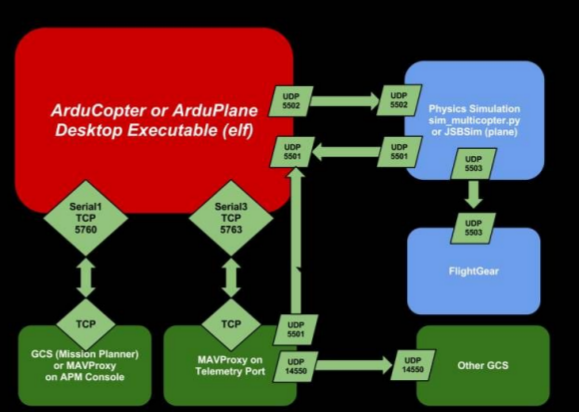 ArduCopter or ArduPlane
Desktop Executable (elf)
UDP
5502
UDP
5502
Physics Simulation
sim_multicopter.py
or JSBSim (plane)
UDP
5501
UDP
5501
UDP
5503
Serial1
TCP
5760
Serial3
TCP
5763
UDP
5503
FlightGear
TCP
GCS (Mission Planner)
or MAVProxy
on APM Console
TCP
MAVProxy on
Telemetry Port
UDP
5501
UDP
14550
UDP
14550
Other GCS